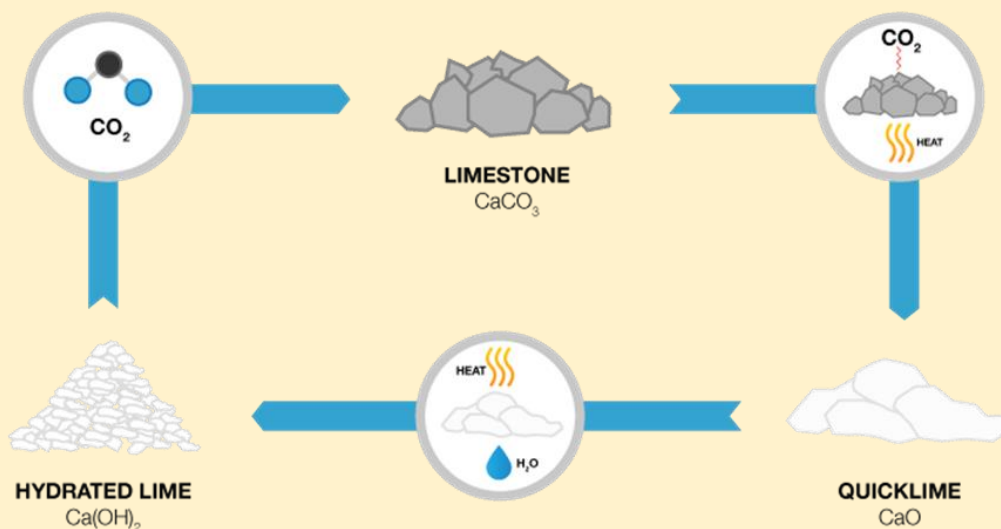 CO₂
CO₂
HEAT
LIMESTONE
CaCO₃
HEAT
H₂O
HYDRATED LIME
Ca(OH)₂
QUICKLIME
CaO